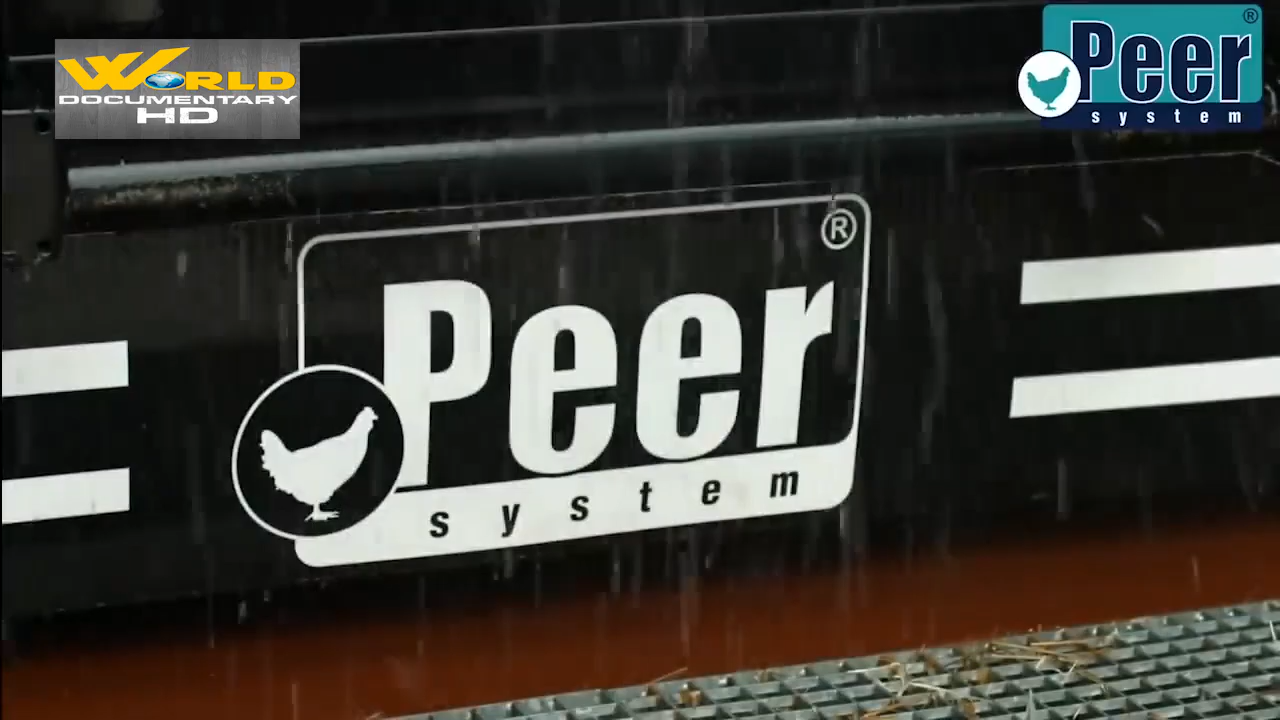 WORLD
DOCUMENTARY
HD
Peer ®
system
Peer ®
system